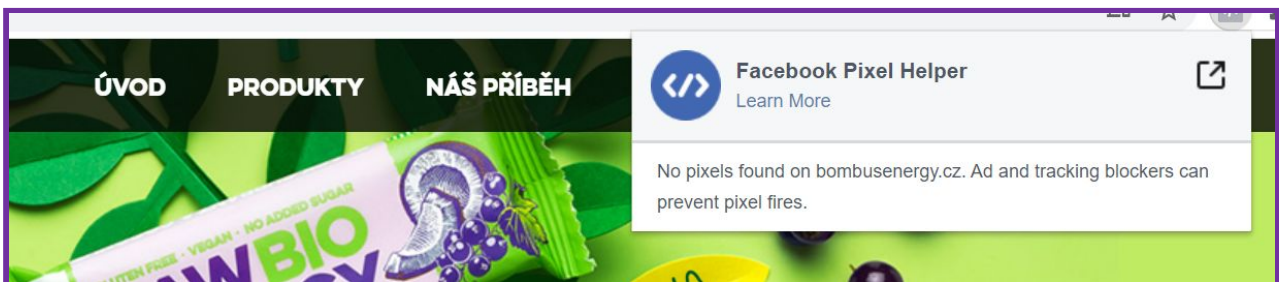 ÚVOD PRODUKTY NÁŠ PŘÍBĚH
Facebook Pixel Helper
Learn More
No pixels found on bombusenergy.cz. Ad and tracking blockers can
prevent pixel fires.
GLUTEN FREE · VEGAN · NO ADDED SUGAR
BIO